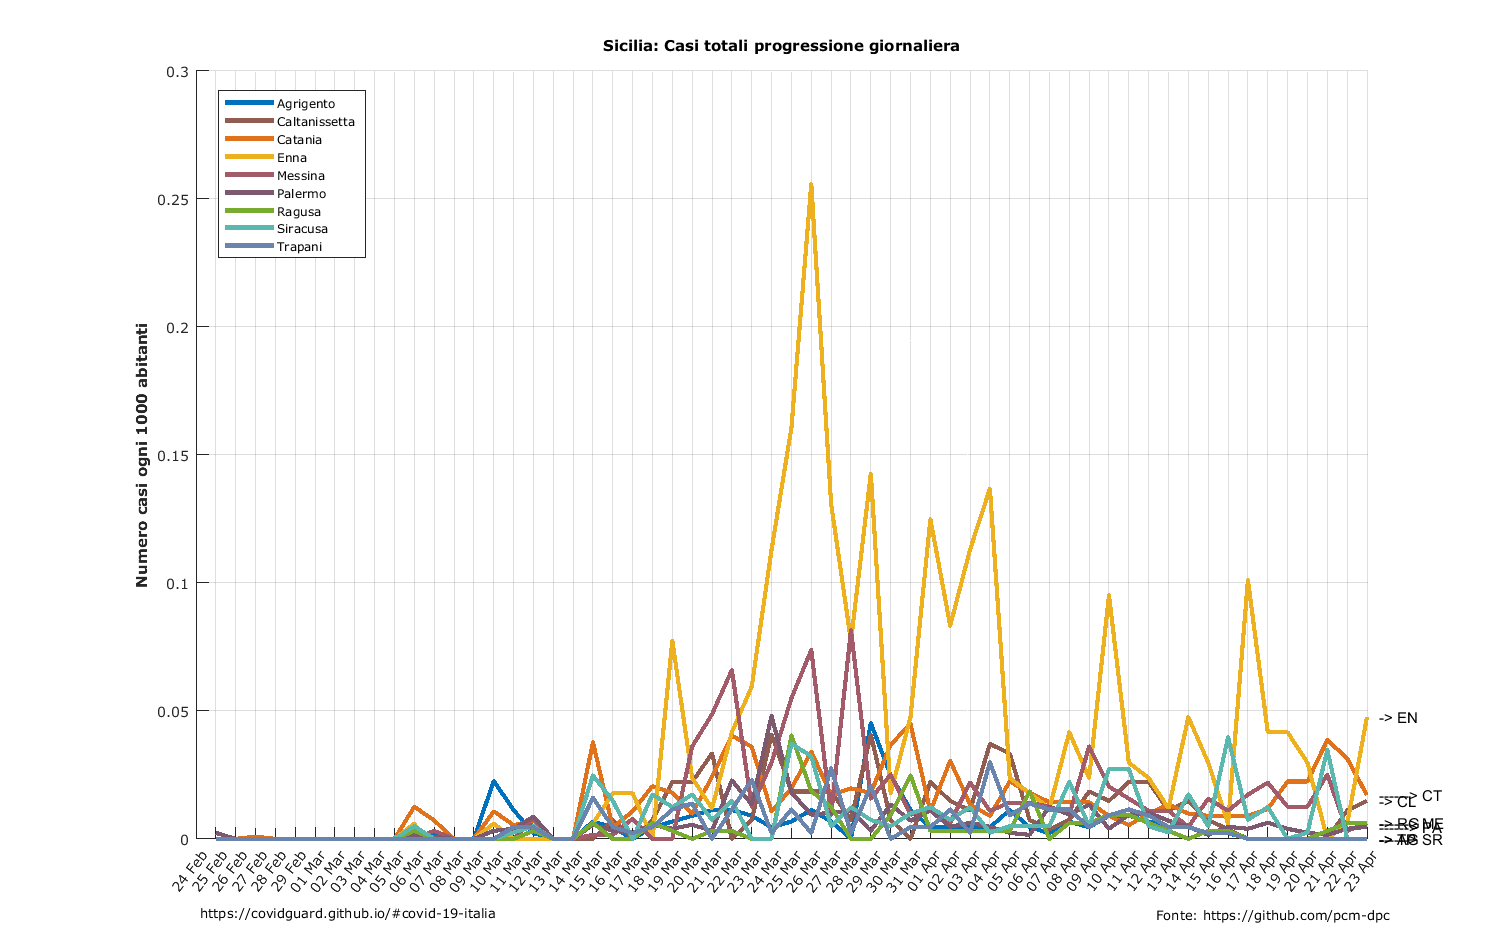 Sicilia: Casi totali progressione giornaliera
Numero casi ogni 1000 abitanti
0.3
0.25
0.2
0.15
0.1
0.05
0
Agrigento
Caltanissetta
Catania
Enna
Messina
Palermo
Ragusa
Siracusa
Trapani
-> EN
-----> CT
-> CL
-> RG ME
-> PA
-> SR
24 Feb
25 Feb
26 Feb
27 Feb
28 Feb
29 Feb
01 Mar
02 Mar
03 Mar
04 Mar
05 Mar
06 Mar
07 Mar
08 Mar
09 Mar
10 Mar
11 Mar
12 Mar
13 Mar
14 Mar
15 Mar
16 Mar
17 Mar
18 Mar
19 Mar
20 Mar
21 Mar
22 Mar
23 Mar
24 Mar
25 Mar
26 Mar
27 Mar
28 Mar
29 Mar
30 Mar
31 Mar
01 Apr
02 Apr
03 Apr
04 Apr
05 Apr
06 Apr
07 Apr
08 Apr
09 Apr
10 Apr
11 Apr
12 Apr
13 Apr
14 Apr
15 Apr
16 Apr
17 Apr
18 Apr
19 Apr
20 Apr
21 Apr
22 Apr
23 Apr
https://covidguard.github.io/#covid-19-italia
Fonte: https://github.com/pcm-dpc